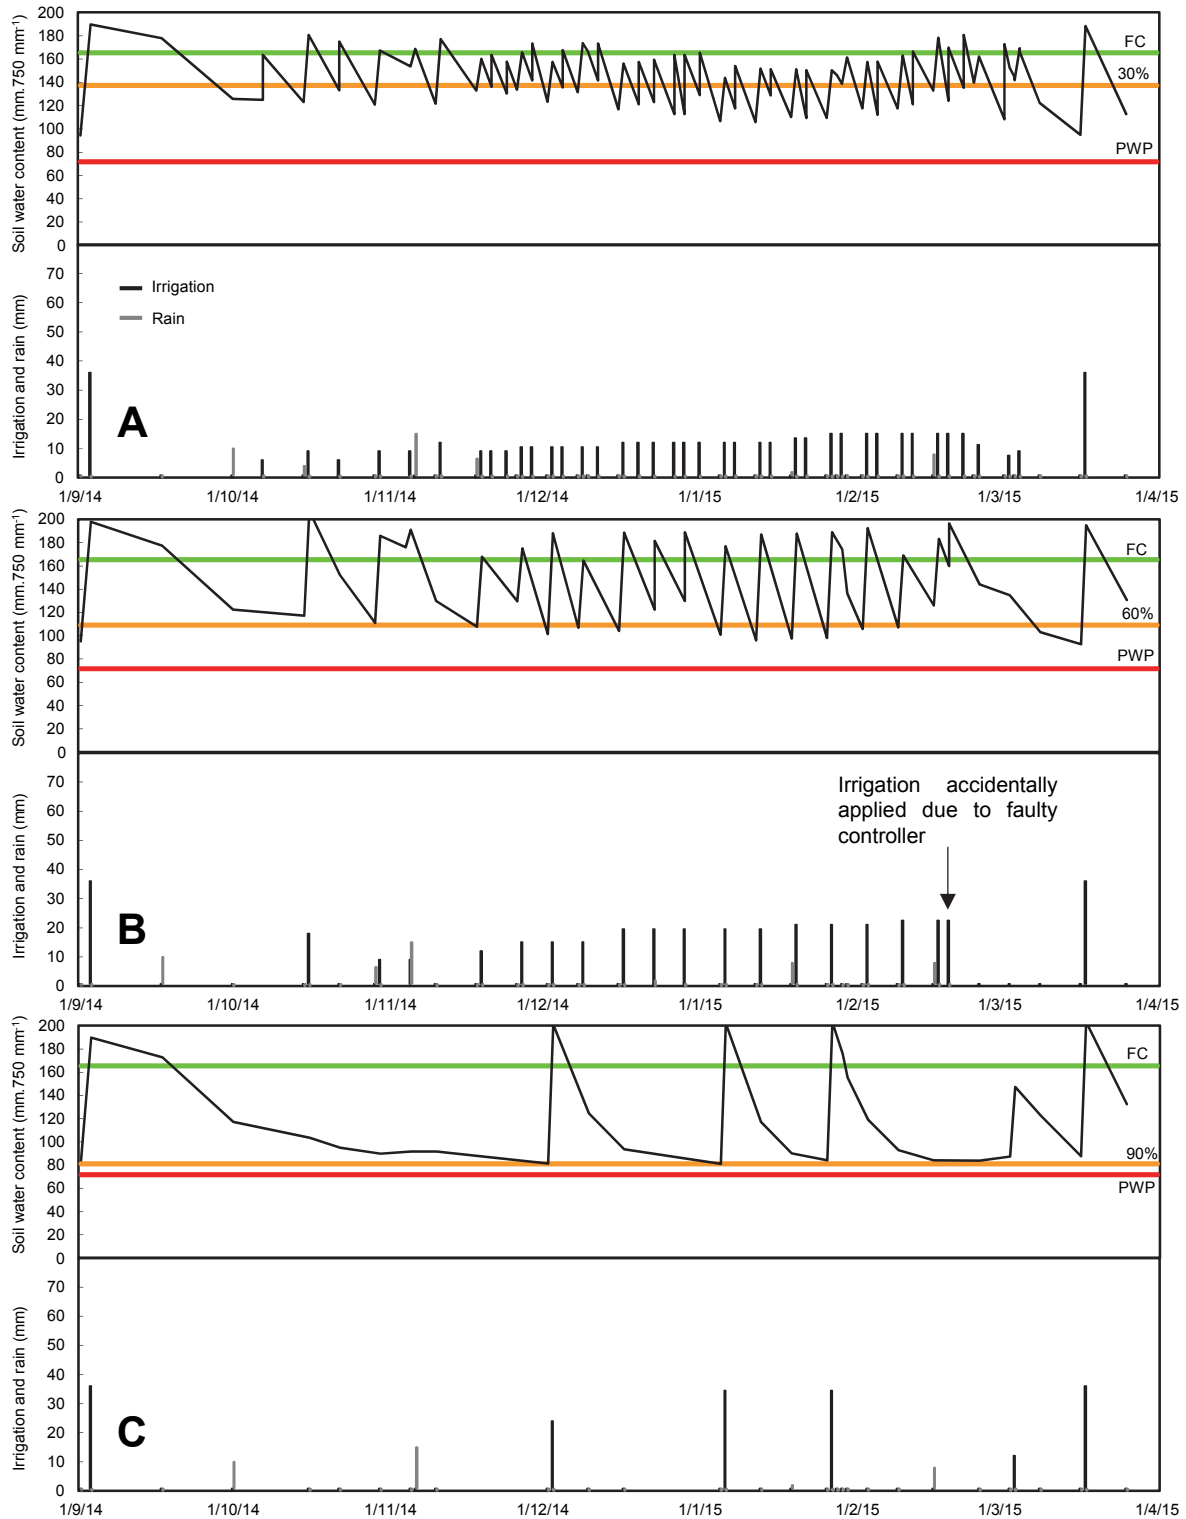 200
180
160
140
120
100
80
60
40
20
0
Soil water content (mm.750 mm⁻¹)
FC
30%
PWP
70
60
50
40
30
20
10
0
Irrigation and rain (mm)
Irrigation
Rain
A
1/9/14 1/10/14 1/11/14 1/12/14 1/1/15 1/2/15 1/3/15 1/4/15
200
180
160
140
120
100
80
60
40
20
0
Soil water content (mm.750 mm⁻¹)
FC
60%
PWP
70
60
50
40
30
20
10
0
Irrigation and rain (mm)
Irrigation accidentally
applied due to faulty
controller
B
1/9/14 1/10/14 1/11/14 1/12/14 1/1/15 1/2/15 1/3/15 1/4/15
200
180
160
140
120
100
80
60
40
20
0
Soil water content (mm.750 mm⁻¹)
FC
90%
PWP
70
60
50
40
30
20
10
0
Irrigation and rain (mm)
C
1/9/14 1/10/14 1/11/14 1/12/14 1/1/15 1/2/15 1/3/15 1/4/15